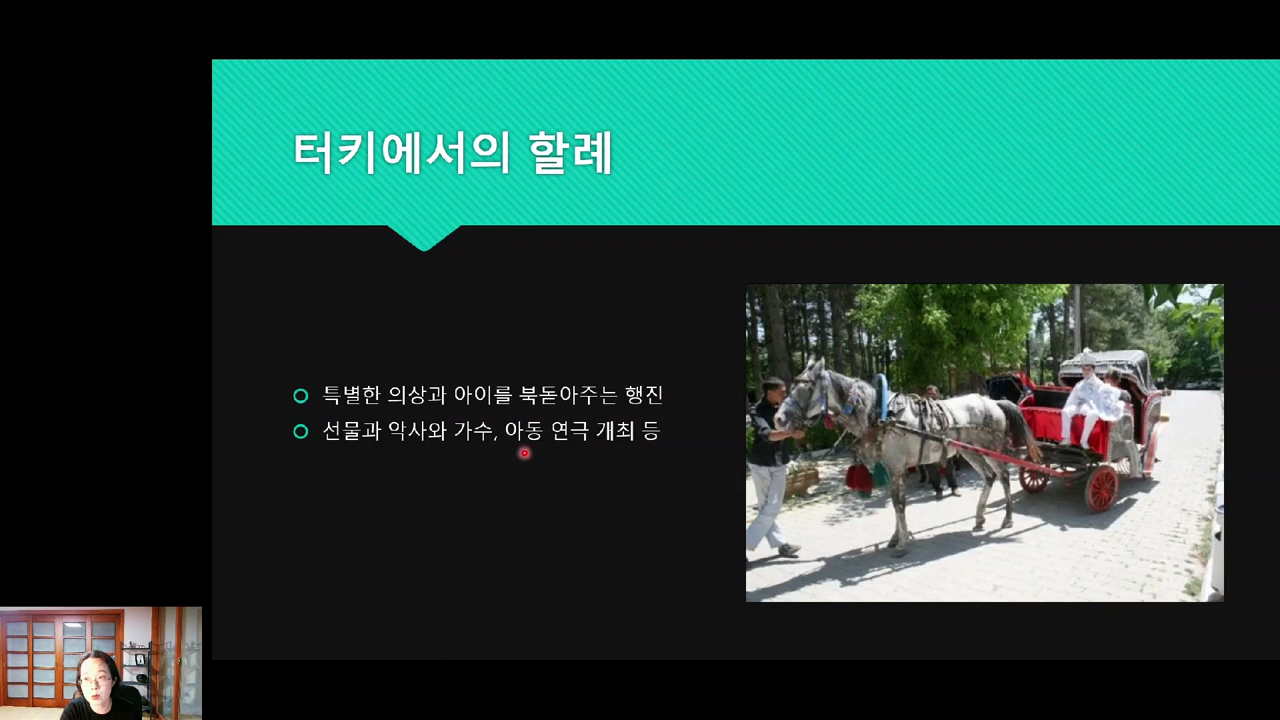 터키에서의 할례
특별한 의상과 아이를 북돋아주는 행진
선물과 악사와 가수, 아동 연극 개최 등